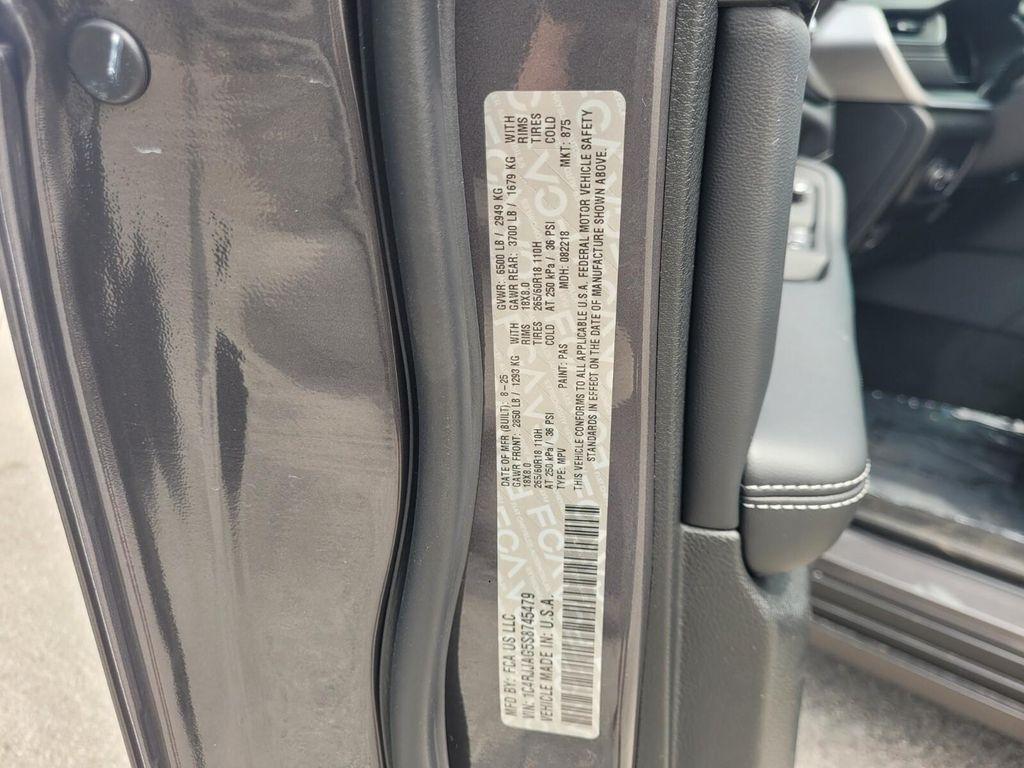 MFD BY: FCA US LLC DATE OF MFR (BUILT): 8-25 GVWR: 6500 LB / 2949 KG
GAWR FRONT: 2850 LB / 1293 KG WITH GAWR REAR: 3700 LB / 1679 KG WITH
18X8.0 RIMS 18X8.0 RIMS
VIN: 1C4RJJAG5S8745479 265/60R18 110H TIRES 265/60R18 110H TIRES
AT 250 kPa / 36 PSI COLD AT 250 kPa / 36 PSI COLD
VEHICLE MADE IN: U.S.A. TYPE: MPV PAINT: PAS MDH: 082218 MKT: 875
THIS VEHICLE CONFORMS TO ALL APPLICABLE U.S.A. FEDERAL MOTOR VEHICLE SAFETY
STANDARDS IN EFFECT ON THE DATE OF MANUFACTURE SHOWN ABOVE.